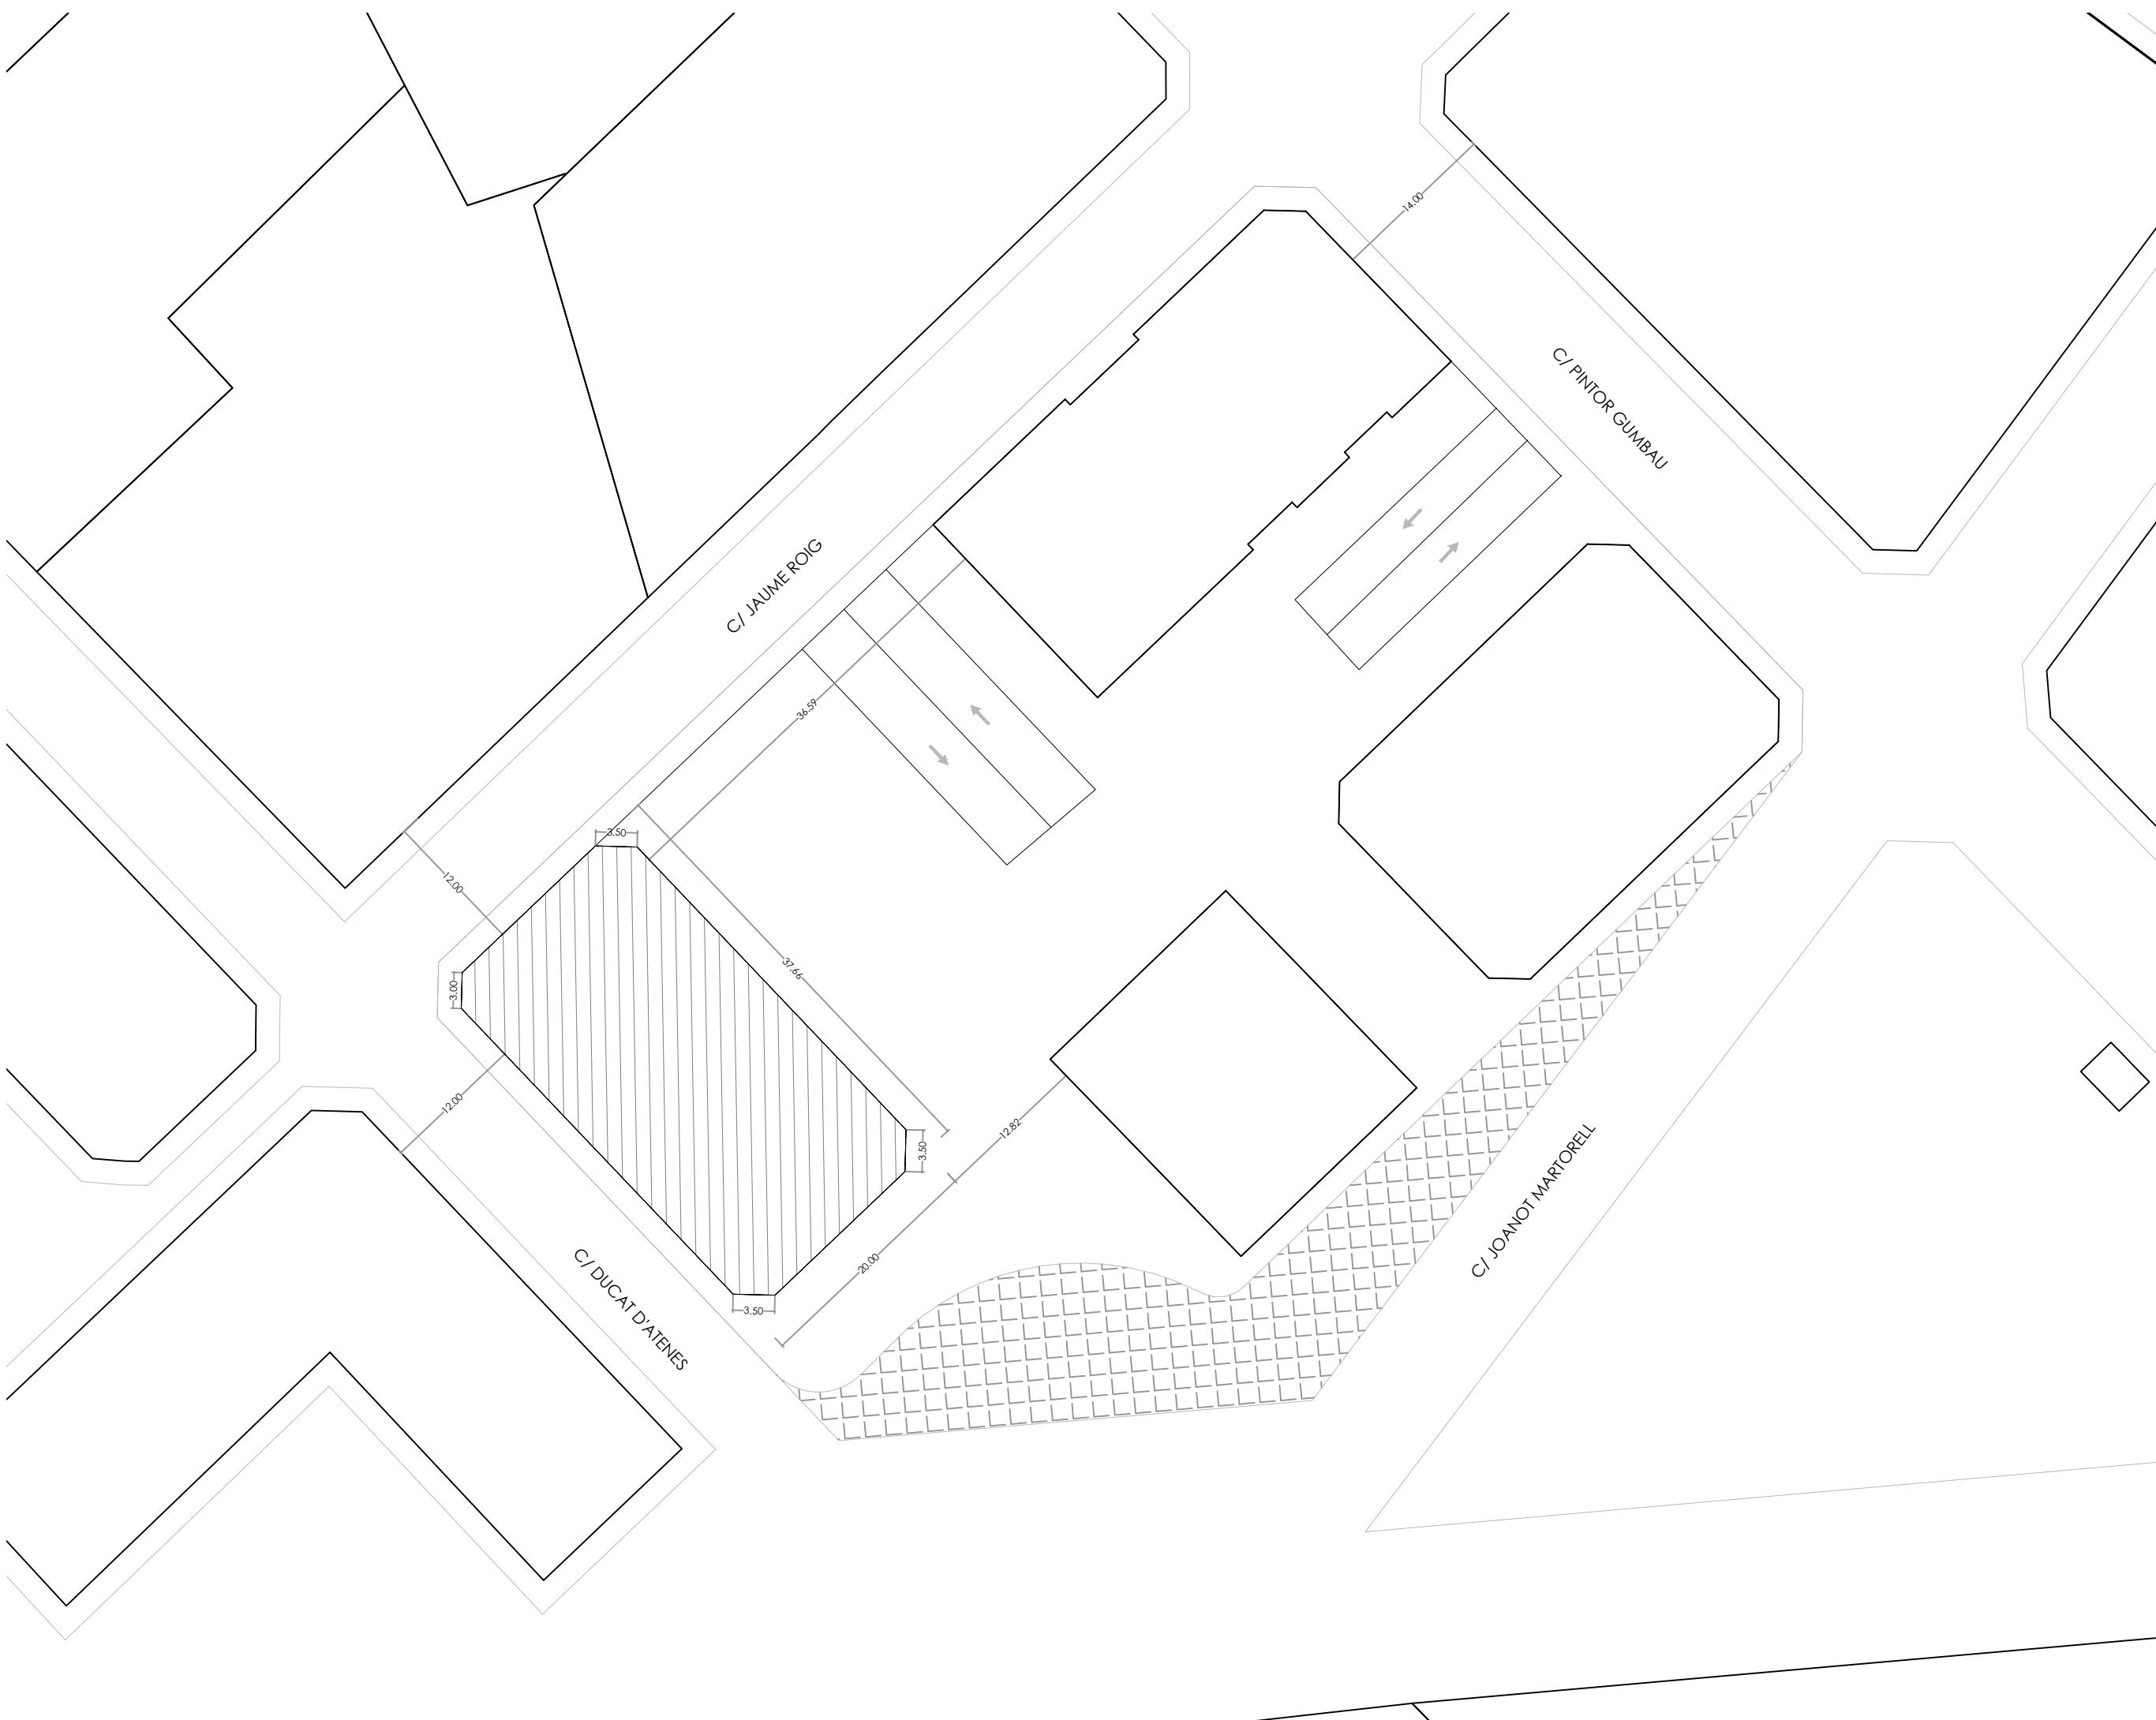 14.00
C/ PINTOR GUMBAU
C/ JAUME ROIG
36.59
3.50
12.00
37.66
3.00
12.00
12.82
3.50
C/ JOANOT MARTORELL
20.00
3.50
C/ DUCAT D'ATENES